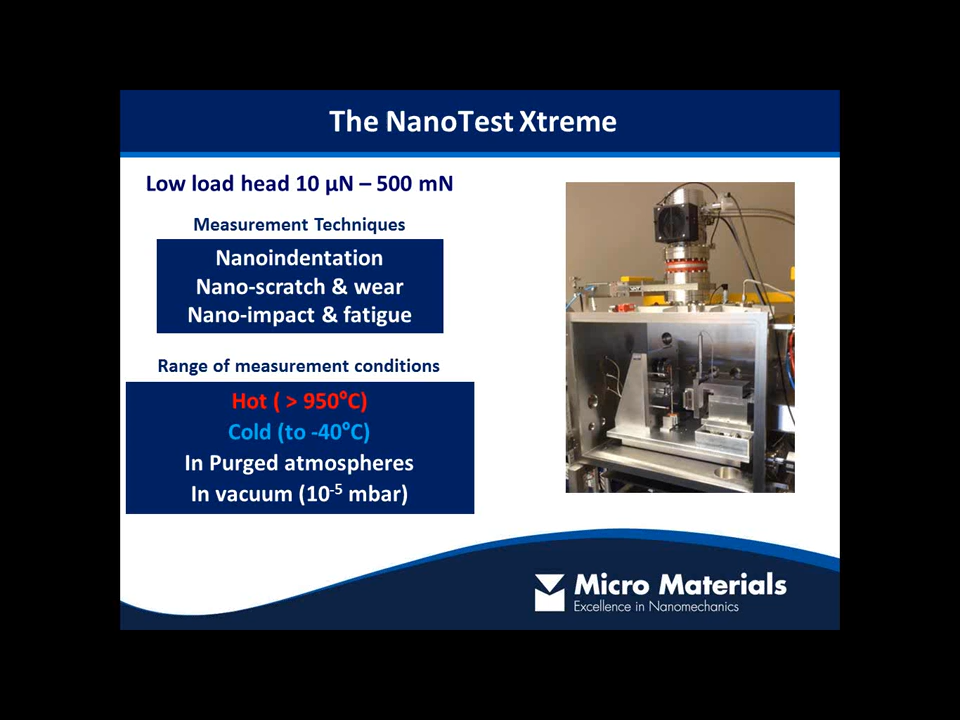 The NanoTest Xtreme
Low load head 10 µN – 500 mN
Measurement Techniques
Nanoindentation
Nano-scratch & wear
Nano-impact & fatigue
Range of measurement conditions
Hot ( > 950°C)
Cold (to -40°C)
In Purged atmospheres
In vacuum (10⁻⁵ mbar)
Micro Materials
Excellence in Nanomechanics